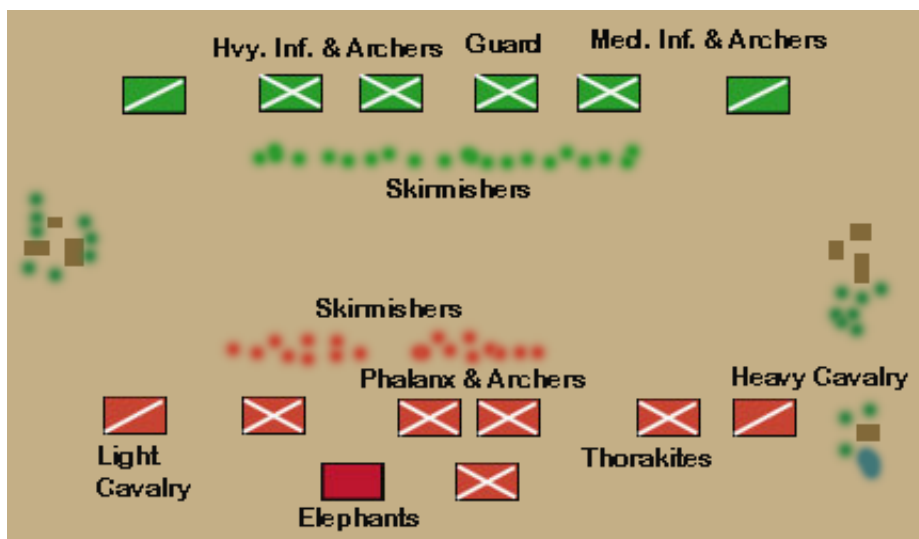 Hvy. Inf. & Archers
Guard
Med. Inf. & Archers
Skirmishers
Skirmishers
Phalanx & Archers
Heavy Cavalry
Light
Cavalry
Thorakites
Elephants